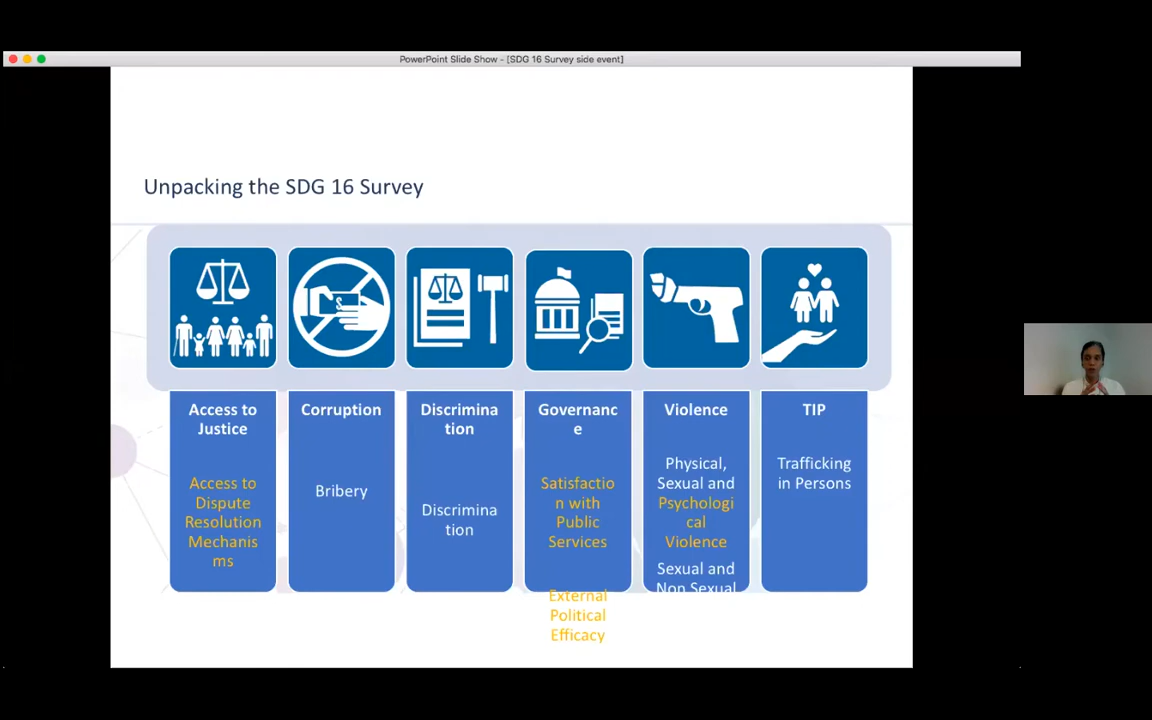 PowerPoint Slide Show - [SDG 16 Survey side event]
Unpacking the SDG 16 Survey
$
Access to
Justice
Access to
Dispute
Resolution
Mechanis
ms
Corruption
Bribery
Discrimina
tion
Discrimina
tion
Governanc
e
Satisfactio
n with
Public
Services
External
Political
Efficacy
Violence
Physical,
Sexual and
Psychologi
cal
Violence
Sexual and
Non Sexual
TIP
Trafficking
in Persons